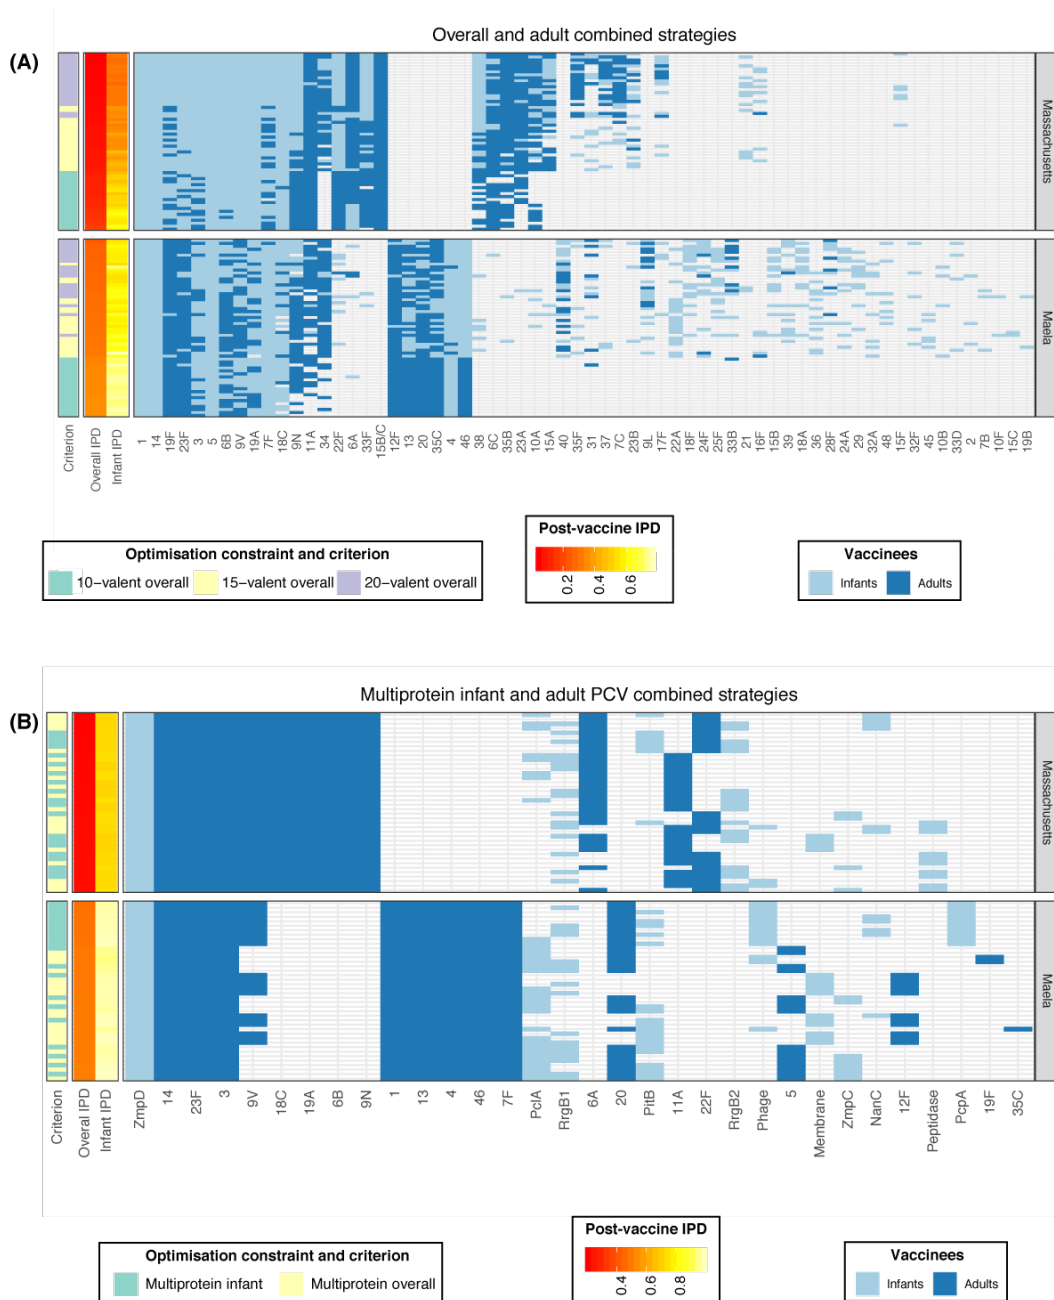 Overall and adult combined strategies
(A)
Massachusetts
Maela
Criterion
Overall IPD
Infant IPD
1
14
19F
23F
3
5
6B
9V
19A
7F
18C
9N
11A
34
22F
6A
33F
15B/C
12F
13
20
35C
4
46
38
6C
35B
23A
10A
15A
40
35F
31
37
7C
23B
9L
17F
22A
18F
24F
25F
33B
21
16F
15B
39
18A
36
28F
24A
29
32A
48
15F
32F
45
10B
33D
2
7B
10F
15C
19B
Optimisation constraint and criterion
10−valent overall
15−valent overall
20−valent overall
Post−vaccine IPD
0.2
0.4
0.6
Vaccinees
Infants
Adults
Multiprotein infant and adult PCV combined strategies
(B)
Massachusetts
Maela
Criterion
Overal IPD
Infant IPD
ZmpD
14
23F
3
9V
18C
19A
6B
9N
1
13
4
46
7F
PclA
RrgB1
6A
20
PitB
11A
22F
RrgB2
Phage
5
Membrane
ZmpC
NanC
12F
Peptidase
PcpA
19F
35C
Optimisation constraint and criterion
Multiprotein infant
Multiprotein overall
Post−vaccine IPD
0.4
0.6
0.8
Vaccinees
Infants
Adults